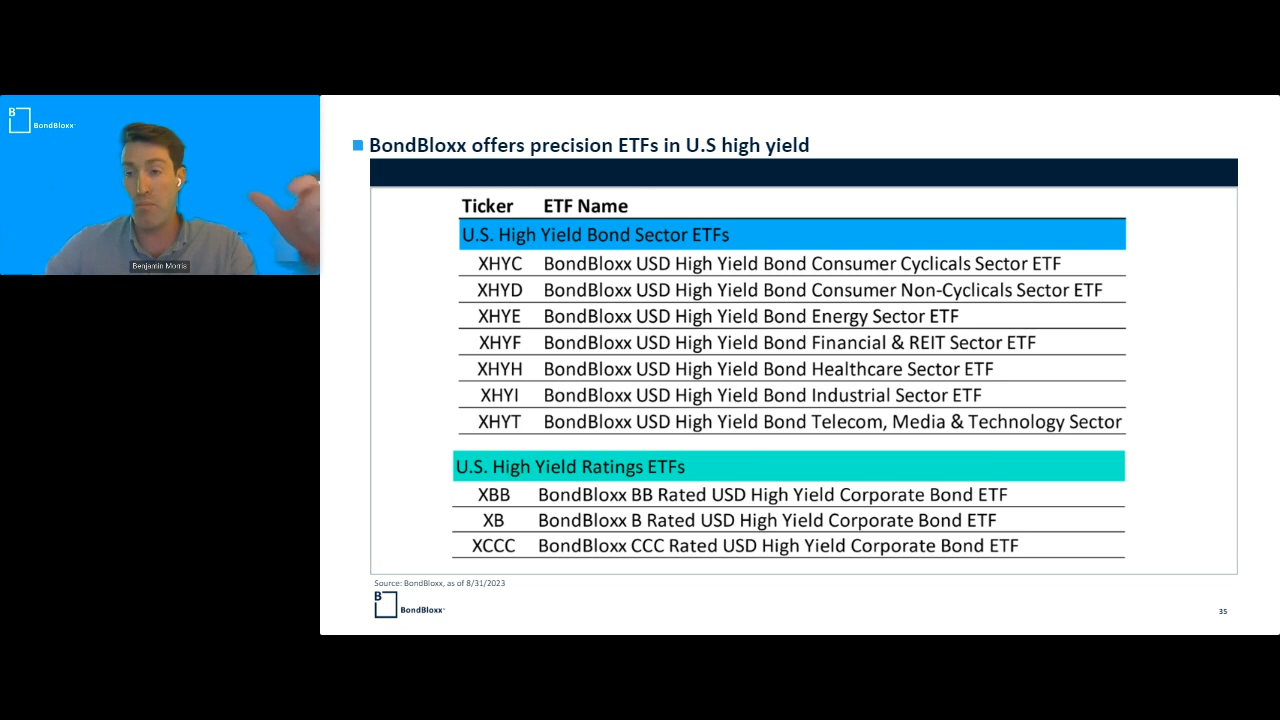 B
BondBloxx
Benjamin Morris
BondBloxx offers precision ETFs in U.S high yield
Ticker ETF Name
U.S. High Yield Bond Sector ETFs
XHYC BondBloxx USD High Yield Bond Consumer Cyclicals Sector ETF
XHYD BondBloxx USD High Yield Bond Consumer Non-Cyclicals Sector ETF
XHYE BondBloxx USD High Yield Bond Energy Sector ETF
XHYF BondBloxx USD High Yield Bond Financial & REIT Sector ETF
XHYH BondBloxx USD High Yield Bond Healthcare Sector ETF
XHYI BondBloxx USD High Yield Bond Industrial Sector ETF
XHYT BondBloxx USD High Yield Bond Telecom, Media & Technology Sector
U.S. High Yield Ratings ETFs
XBB BondBloxx BB Rated USD High Yield Corporate Bond ETF
XB BondBloxx B Rated USD High Yield Corporate Bond ETF
XCCC BondBloxx CCC Rated USD High Yield Corporate Bond ETF
Source: BondBloxx, as of 8/31/2023
B
BondBloxx
35